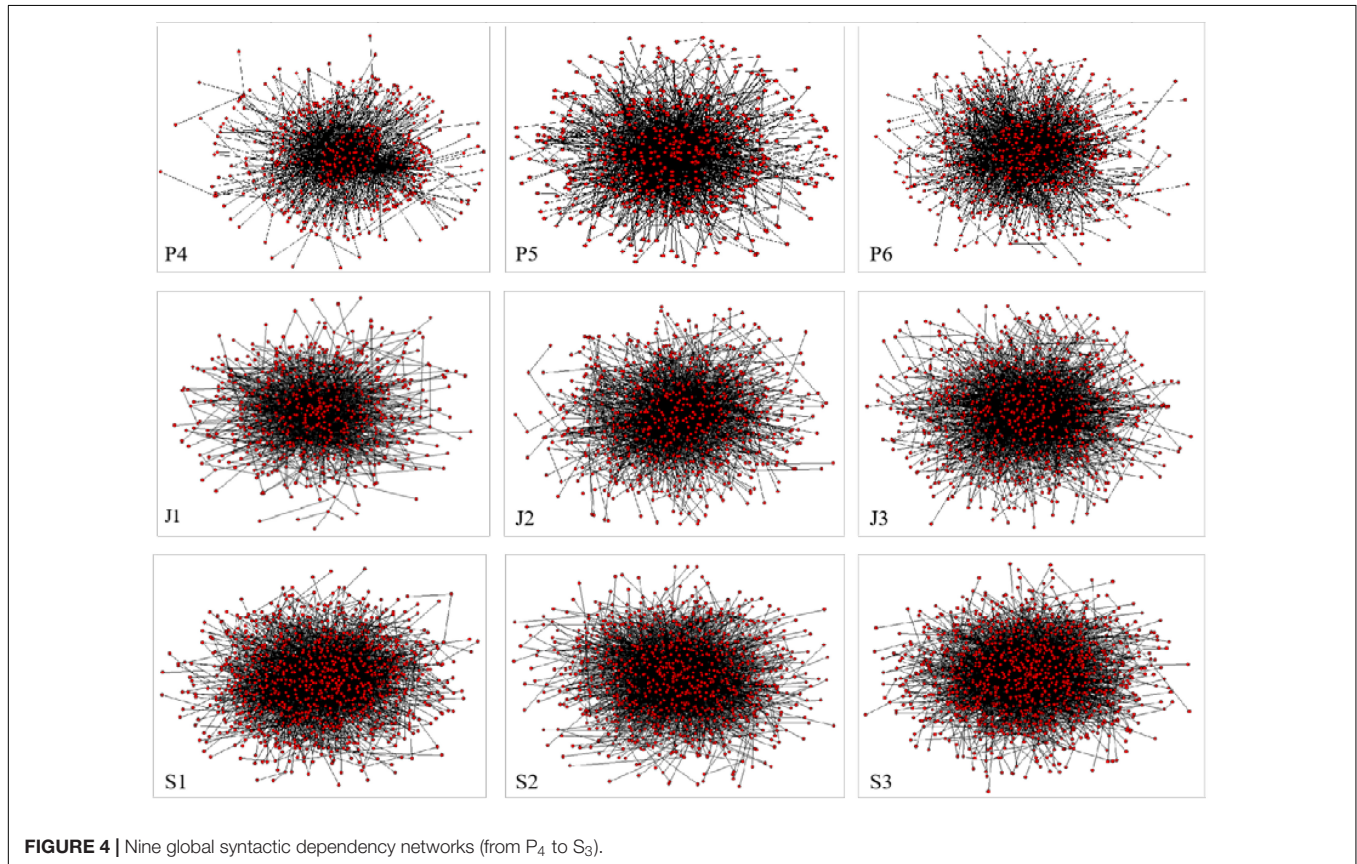 P4
P5
P6
J1
J2
J3
S1
S2
S3
FIGURE 4 | Nine global syntactic dependency networks (from P4 to S3).